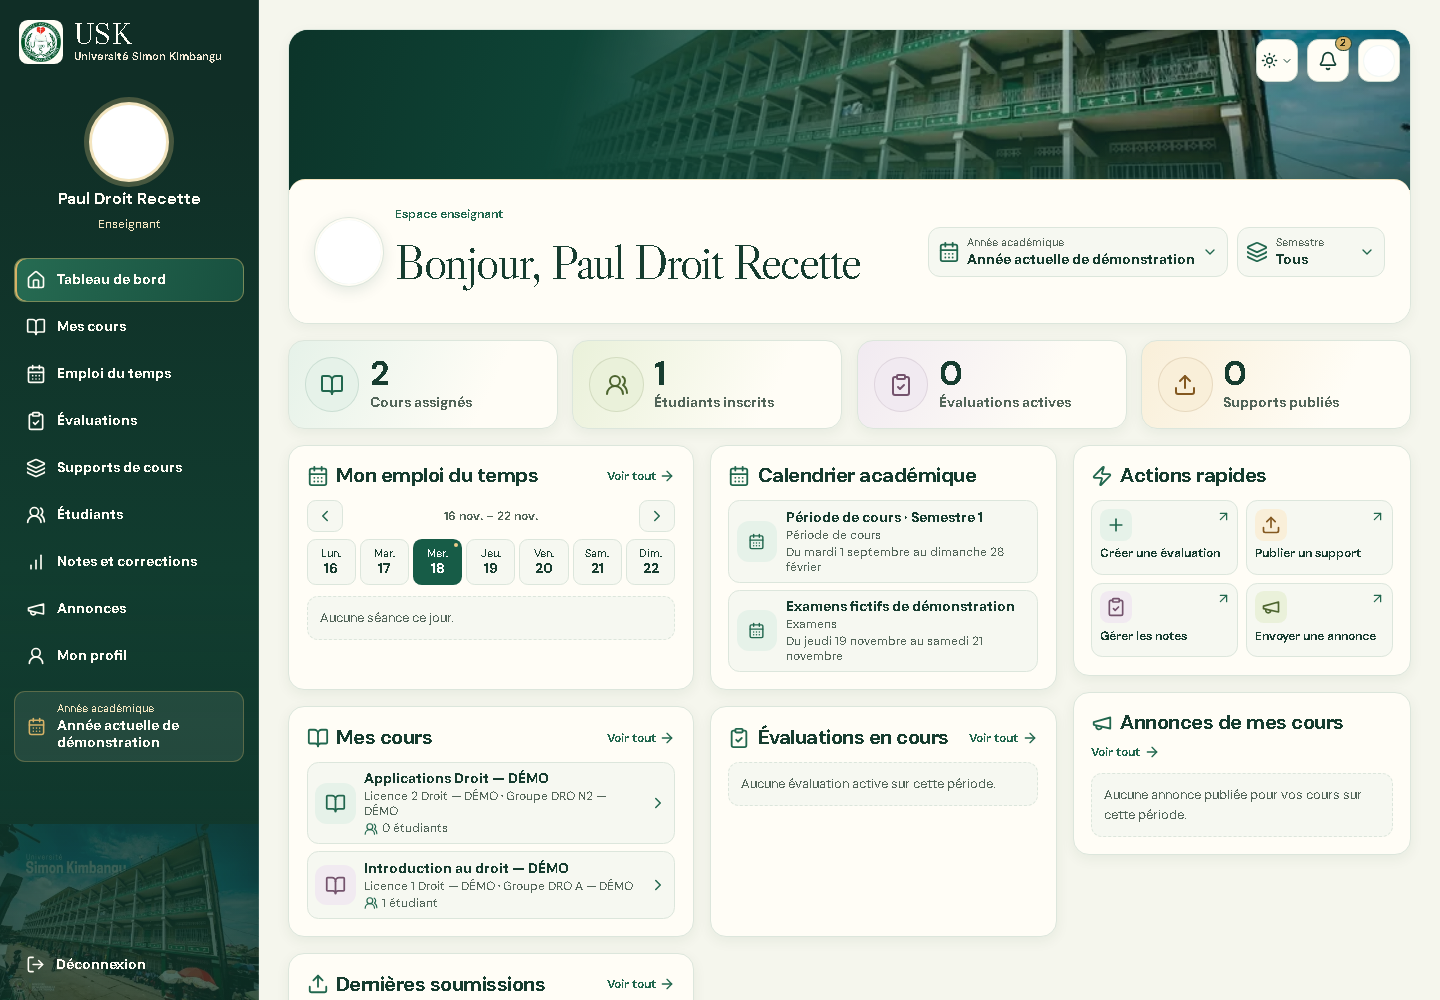 USK
Université Simon Kimbangu
Paul Droit Recette
Enseignant
Tableau de bord
Mes cours
Emploi du temps
Évaluations
Supports de cours
Étudiants
Notes et corrections
Annonces
Mon profil
Année académique
Année actuelle de
démonstration
Université
Simon Kimbangu
Déconnexion
2
Espace enseignant
Bonjour, Paul Droit Recette
Année académique
Année actuelle de démonstration
Semestre
Tous
2
Cours assignés
1
Étudiants inscrits
0
Évaluations actives
0
Supports publiés
Mon emploi du temps
Voir tout
16 nov. – 22 nov.
Lun. Mar. Mer. Jeu. Ven. Sam. Dim.
16 17 18 19 20 21 22
Aucune séance ce jour.
Calendrier académique
Période de cours · Semestre 1
Période de cours
Du mardi 1 septembre au dimanche 28
février
Examens fictifs de démonstration
Examens
Du jeudi 19 novembre au samedi 21
novembre
Actions rapides
Créer une évaluation
Publier un support
Gérer les notes
Envoyer une annonce
Mes cours
Voir tout
Applications Droit — DÉMO
Licence 2 Droit — DÉMO · Groupe DRO N2 —
DÉMO
0 étudiants
Introduction au droit — DÉMO
Licence 1 Droit — DÉMO · Groupe DRO A — DÉMO
1 étudiant
Évaluations en cours
Voir tout
Aucune évaluation active sur cette période.
Annonces de mes cours
Voir tout
Aucune annonce publiée pour vos cours sur
cette période.
Dernières soumissions
Voir tout